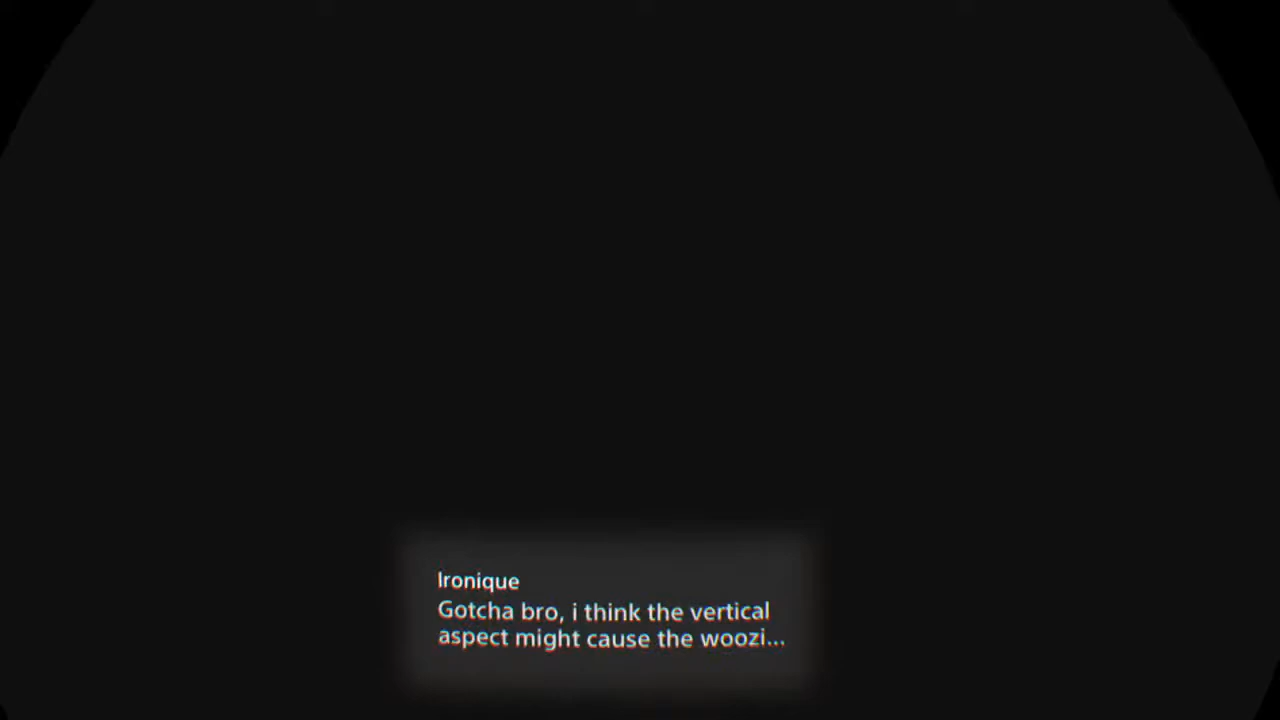 Ironique
Gotcha bro, i think the vertical
aspect might cause the woozi...